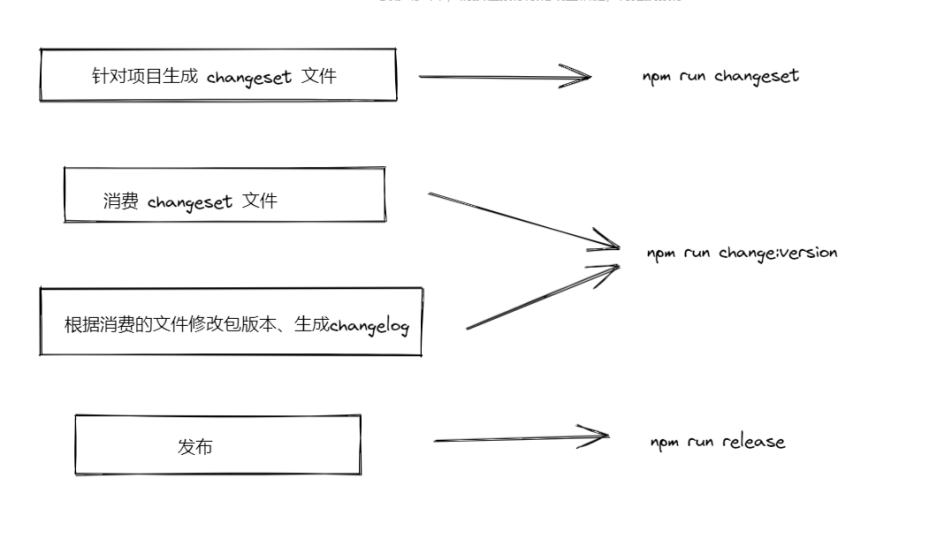 针对项目生成 changeset 文件
npm run changeset
消费 changeset 文件
npm run change:version
根据消费的文件修改包版本、生成changelog
发布
npm run release